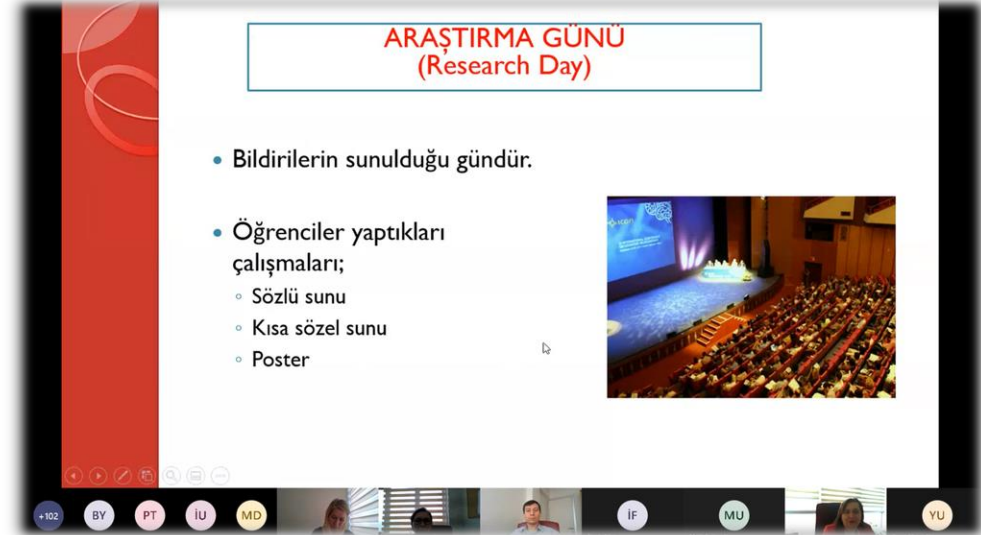 ARAŞTIRMA GÜNÜ
(Research Day)
Bildirilerin sunulduğu gündür.
Öğrenciler yaptıkları
çalışmaları;
Sözlü sunu
Kısa sözel sunu
Poster
+102
BY
PT
İU
MD
İF
MU
YU